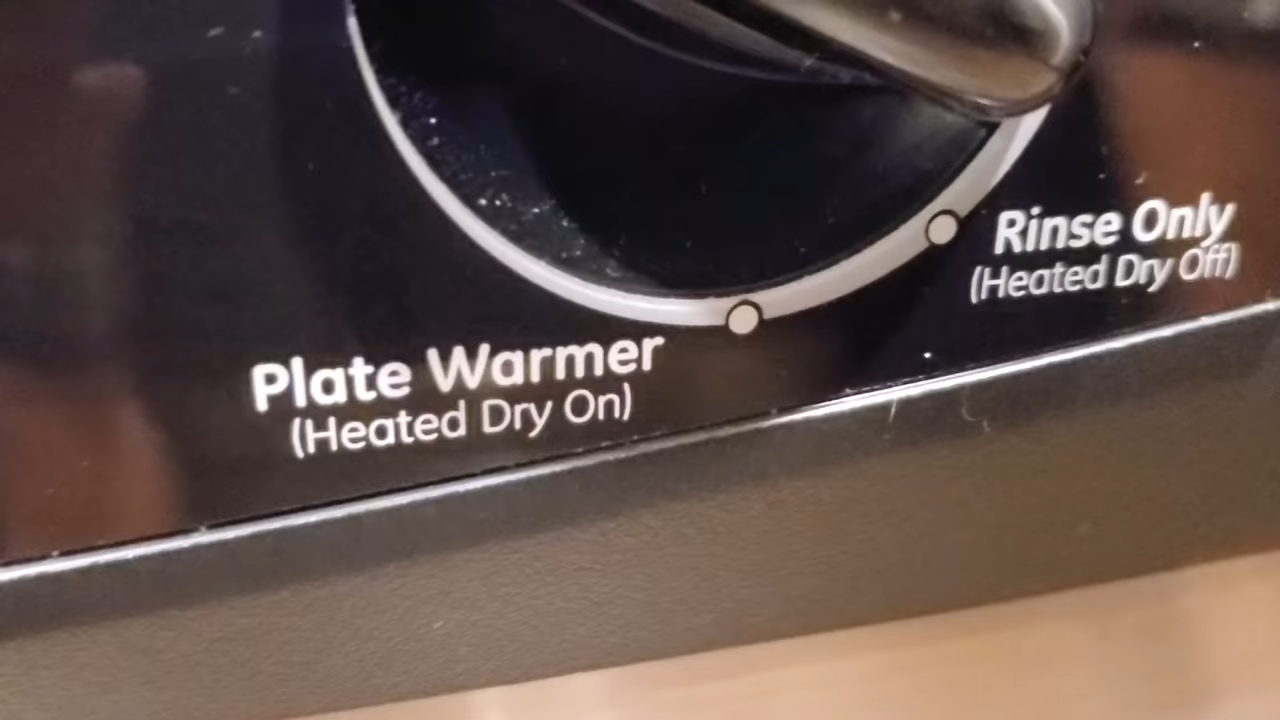 Plate Warmer
(Heated Dry On)
Rinse Only
(Heated Dry Off)